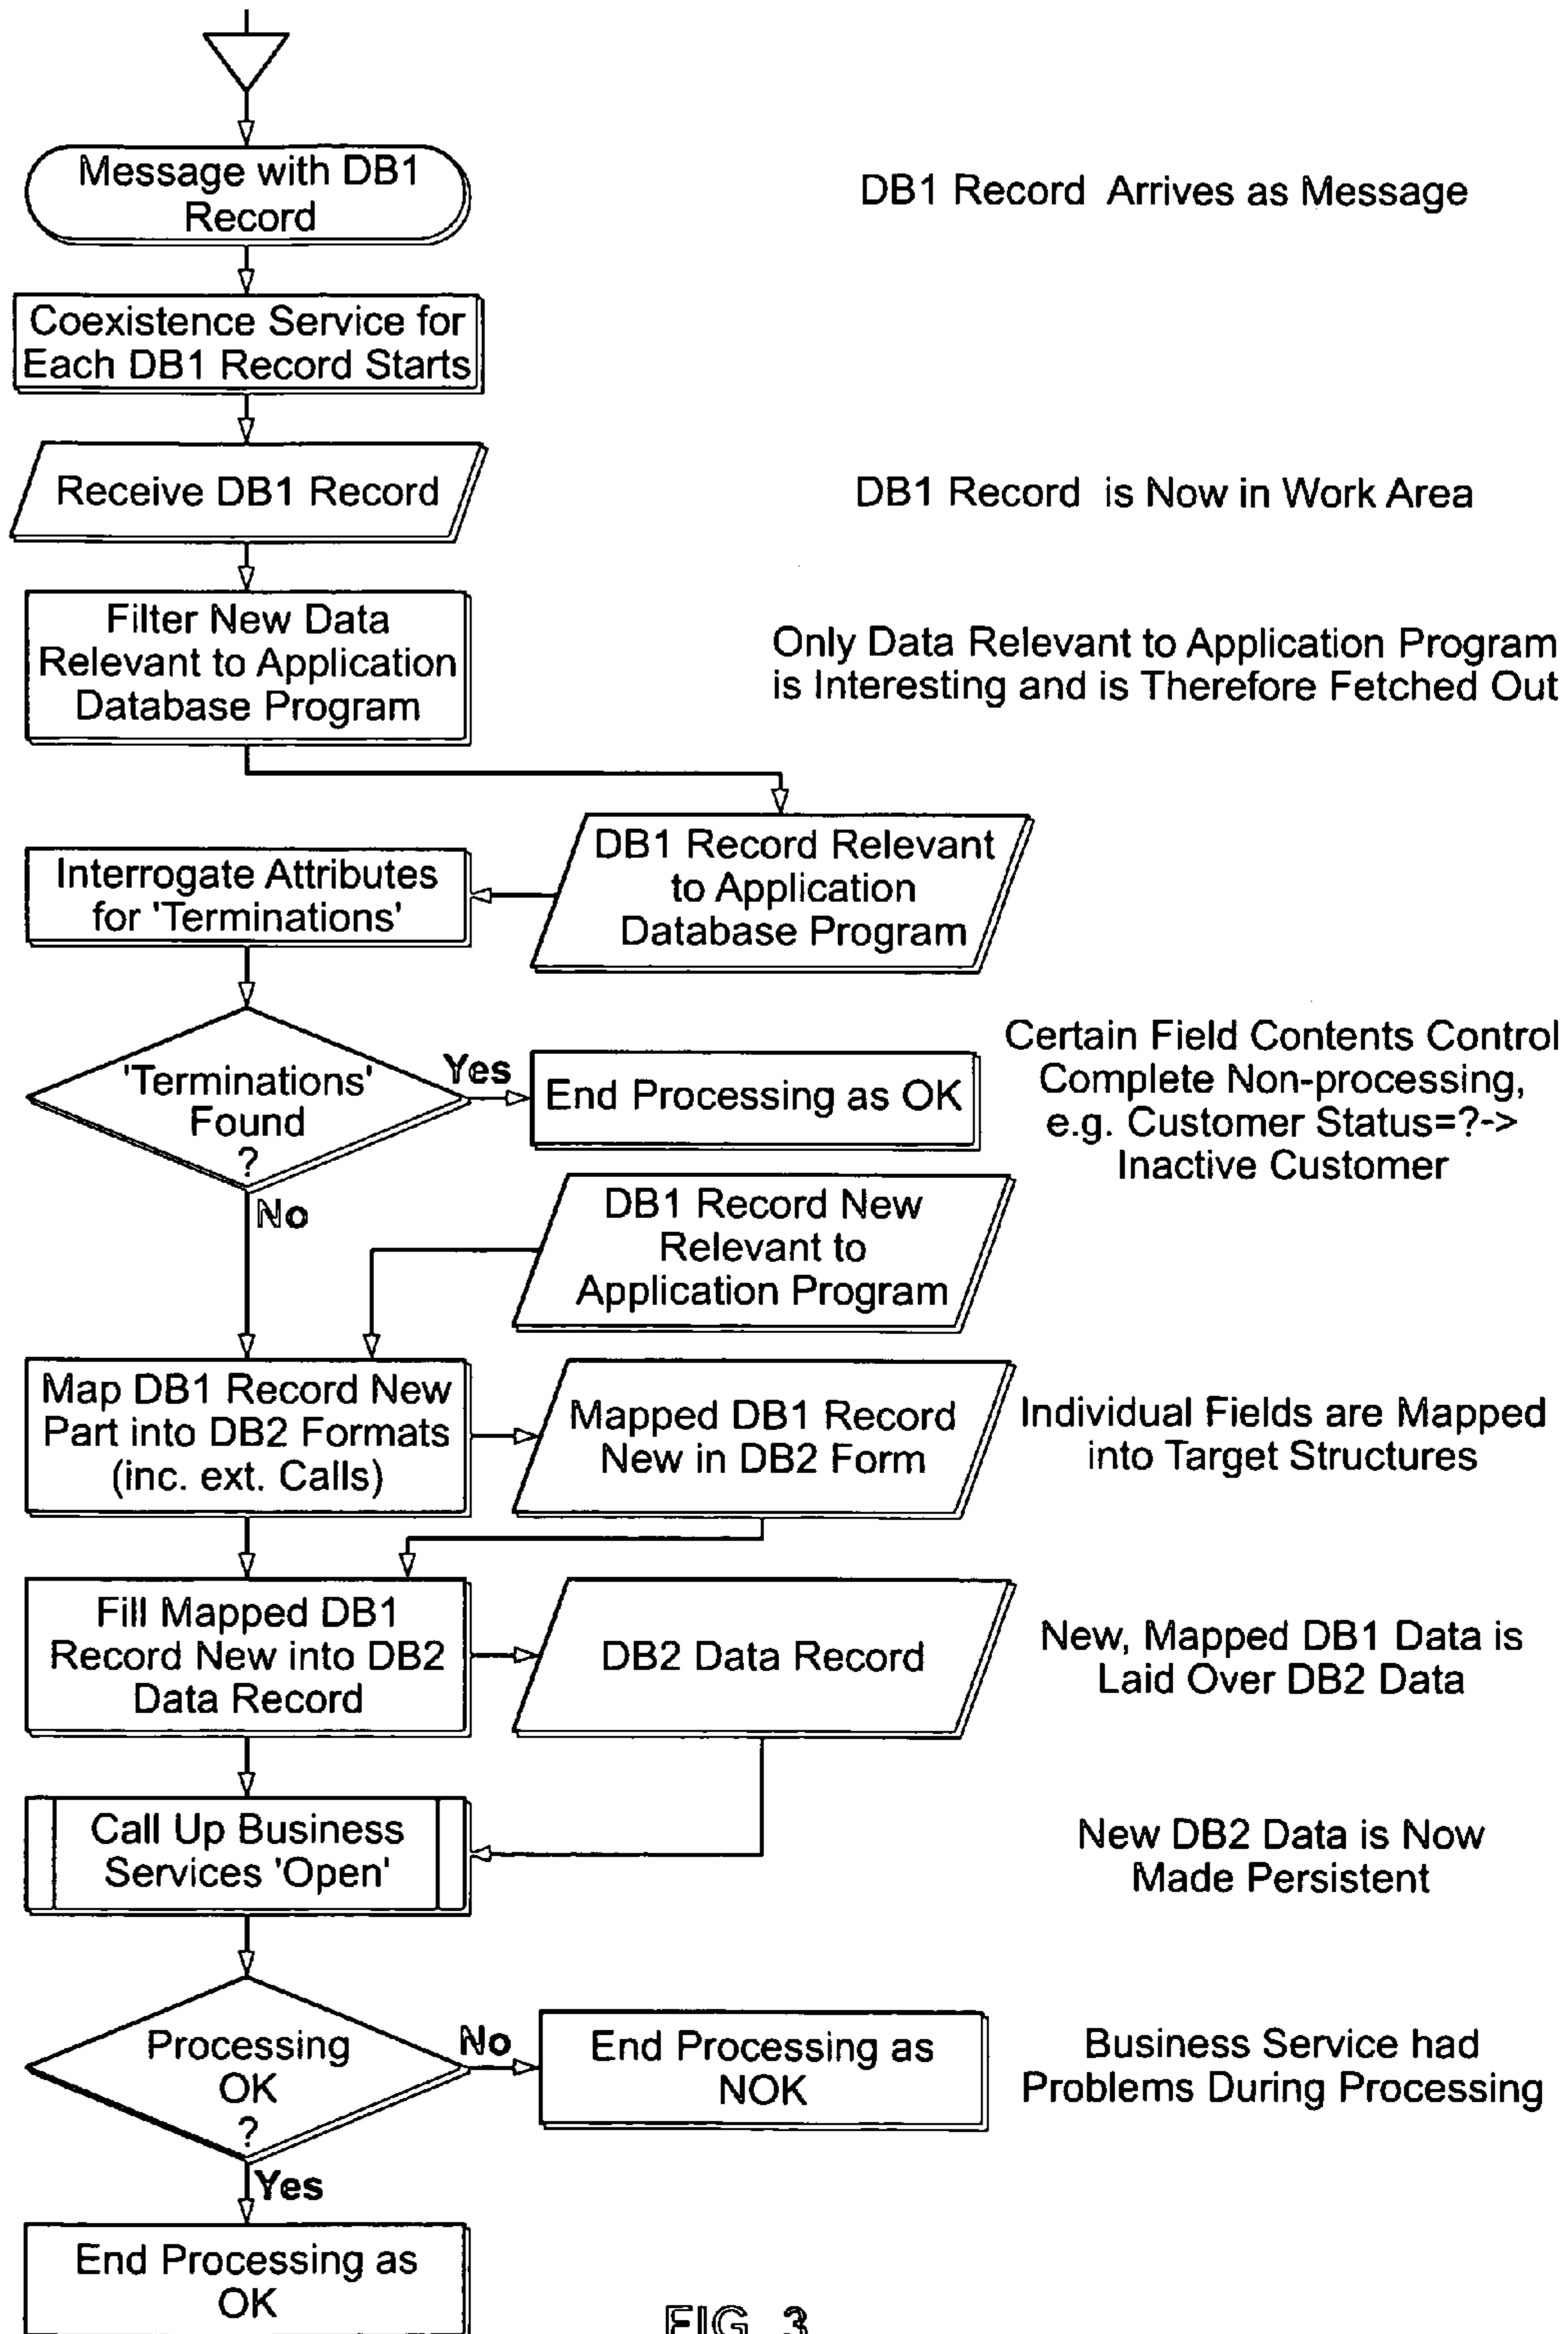 Message with DB1
Record
DB1 Record Arrives as Message
Coexistence Service for
Each DB1 Record Starts
Receive DB1 Record
DB1 Record is Now in Work Area
Filter New Data
Relevant to Application
Database Program
Only Data Relevant to Application Program
is Interesting and is Therefore Fetched Out
DB1 Record Relevant
to Application
Database Program
Interrogate Attributes
for 'Terminations'
'Terminations'
Found
?
Yes
End Processing as OK
Certain Field Contents Control
Complete Non-processing,
e.g. Customer Status=?->
Inactive Customer
No
DB1 Record New
Relevant to
Application Program
Map DB1 Record New
Part into DB2 Formats
(inc. ext. Calls)
Mapped DB1 Record
New in DB2 Form
Individual Fields are Mapped
into Target Structures
Fill Mapped DB1
Record New into DB2
Data Record
DB2 Data Record
New, Mapped DB1 Data is
Laid Over DB2 Data
Call Up Business
Services 'Open'
New DB2 Data is Now
Made Persistent
Processing
OK
?
No
End Processing as
NOK
Business Service had
Problems During Processing
Yes
End Processing as
OK
FIG. 3